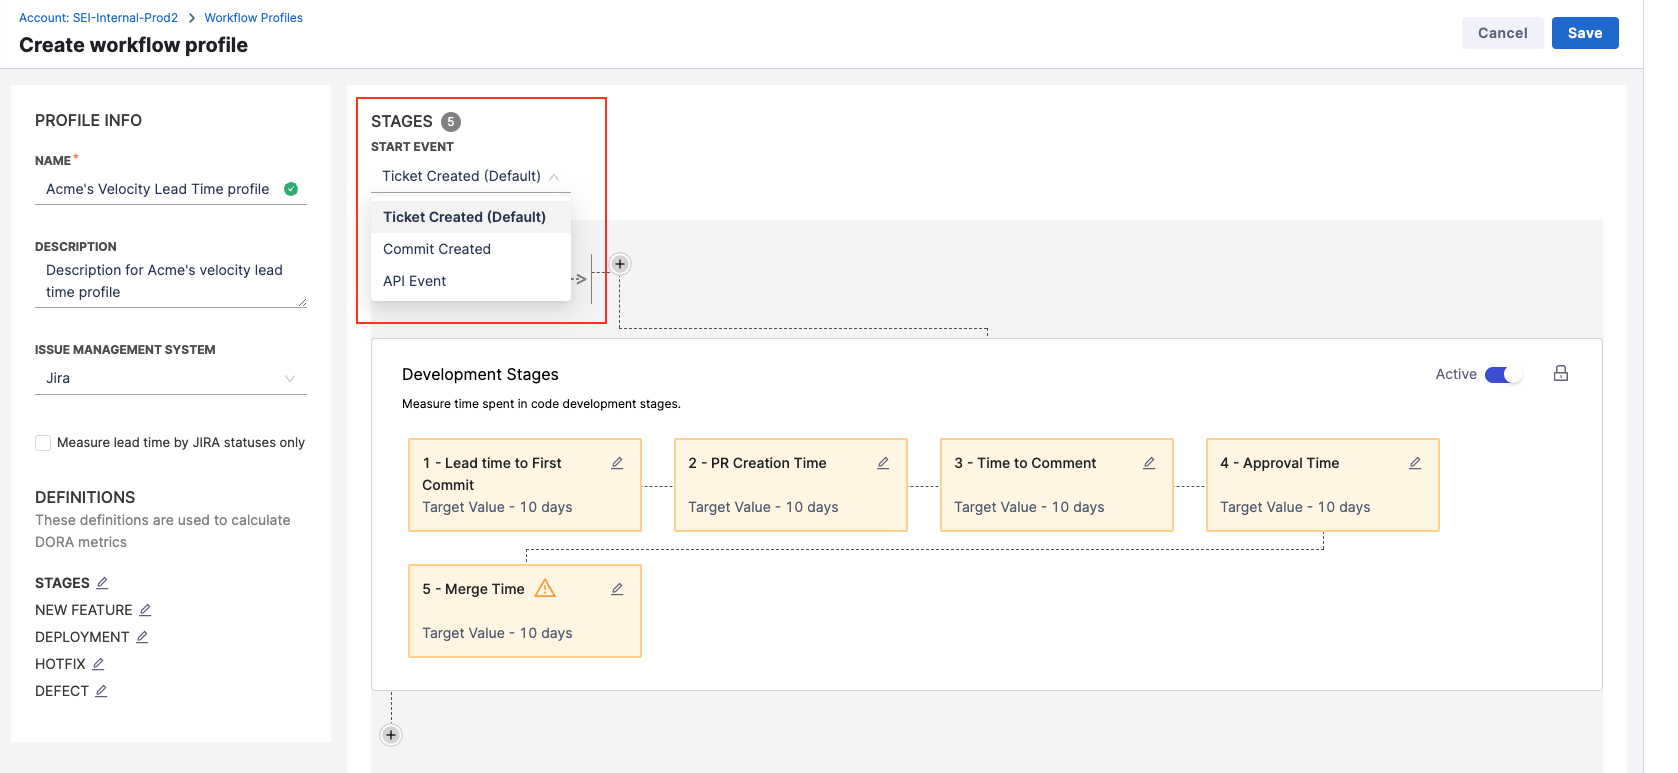 Account: SEI-Internal-Prod2 > Workflow Profiles
Create workflow profile
Cancel
Save
PROFILE INFO
NAME*
Acme's Velocity Lead Time profile
DESCRIPTION
Description for Acme's velocity lead
time profile
ISSUE MANAGEMENT SYSTEM
Jira
Measure lead time by JIRA statuses only
DEFINITIONS
These definitions are used to calculate
DORA metrics
STAGES
NEW FEATURE
DEPLOYMENT
HOTFIX
DEFECT
STAGES 5
START EVENT
Ticket Created (Default)
Ticket Created (Default)
Commit Created
API Event
Development Stages
Active
Measure time spent in code development stages.
1 - Lead time to First
Commit
Target Value - 10 days
2 - PR Creation Time
Target Value - 10 days
3 - Time to Comment
Target Value - 10 days
4 - Approval Time
Target Value - 10 days
5 - Merge Time
Target Value - 10 days